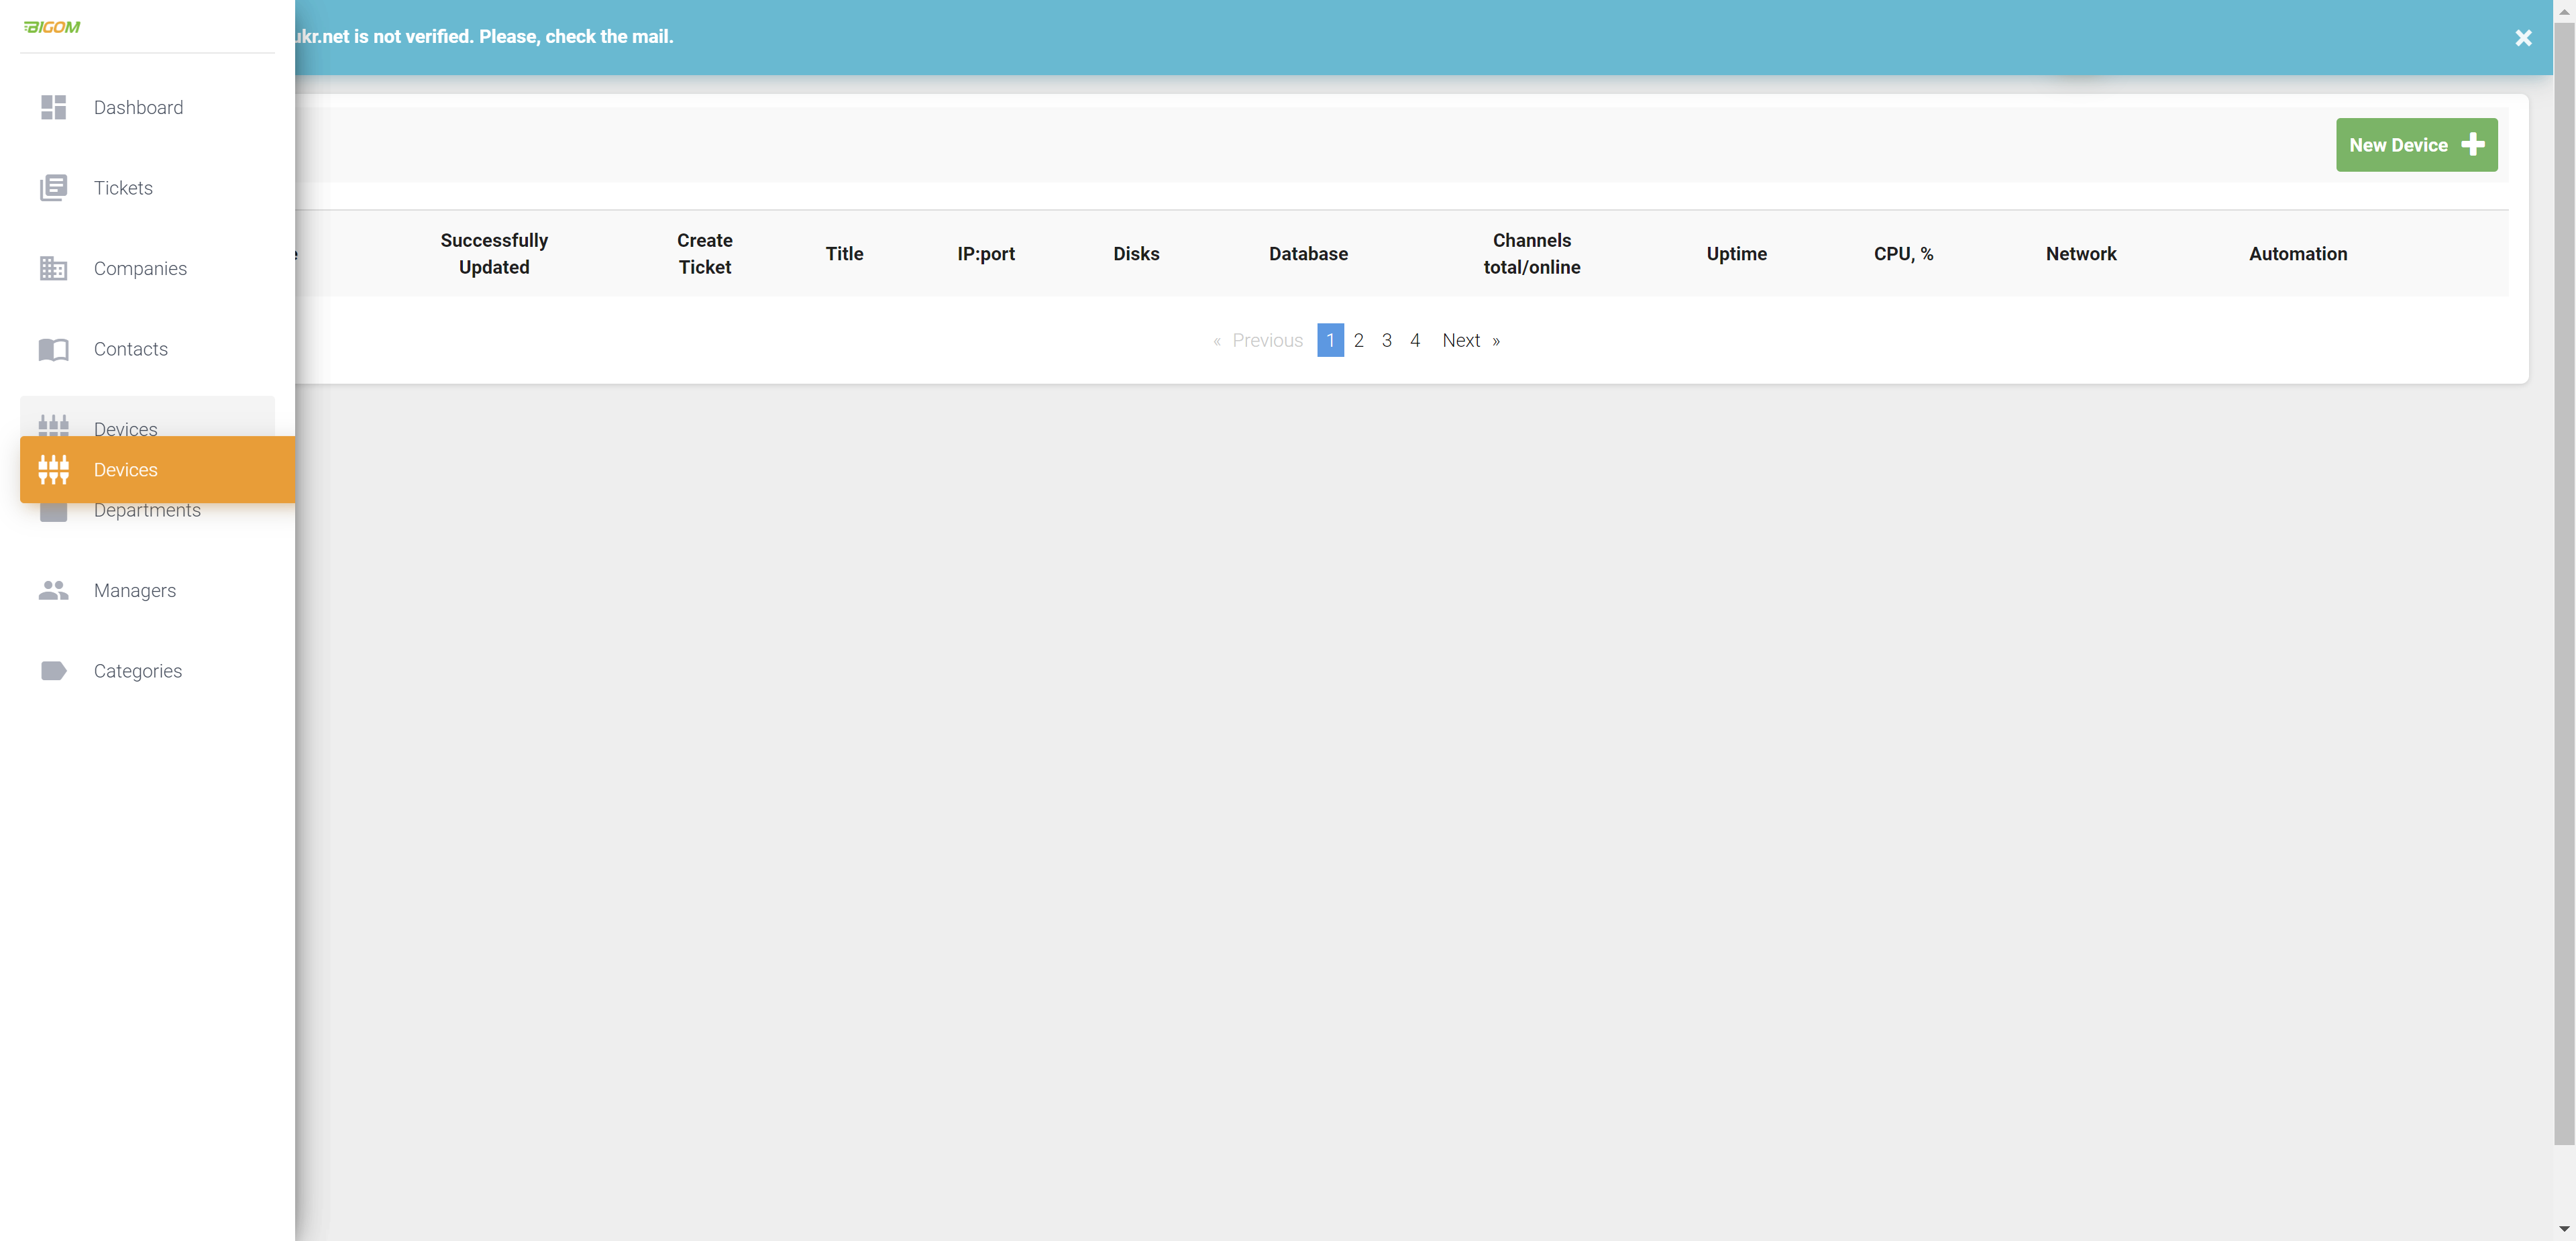 BIGOM
ukr.net is not verified. Please, check the mail.
Dashboard
Tickets
Companies
Contacts
Devices
Devices
Departments
Managers
Categories
New Device
Successfully Updated
Create Ticket
Title
IP:port
Disks
Database
Channels total/online
Uptime
CPU, %
Network
Automation
« Previous 1 2 3 4 Next »